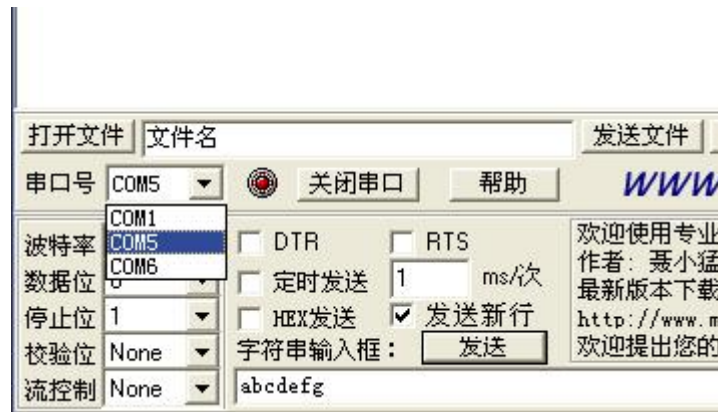 打开文件 文件名 发送文件
串口号 COM5 关闭串口 帮助 WWW
COM1
波特率 COM5 DTR RTS 欢迎使用专业
COM6 作者：聂小猛
数据位 定时发送 1 ms/次 最新版本下载
停止位 1 HEX发送 发送新行 http://www.m
校验位 None 字符串输入框： 发送 欢迎提出您的
流控制 None abcdefg